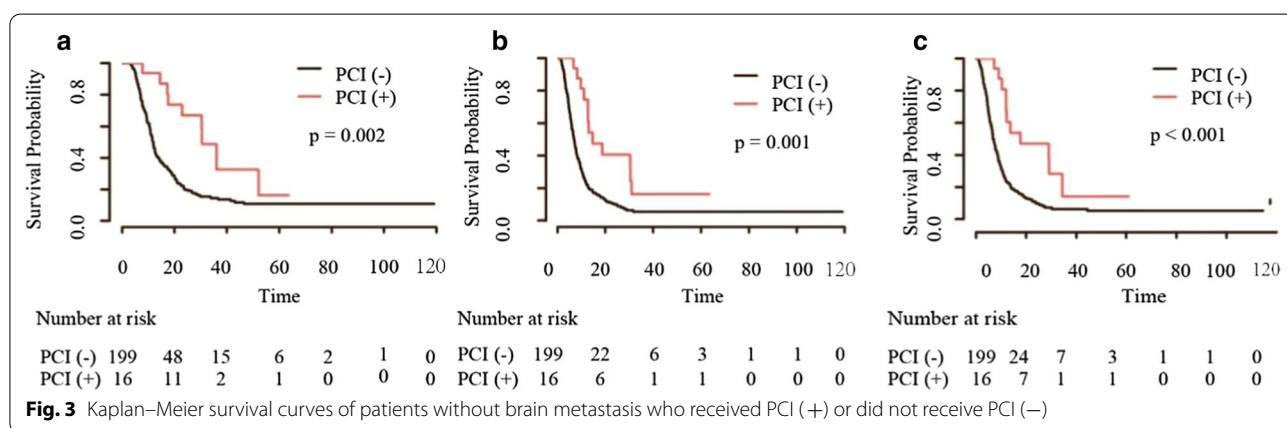 a
b
c
Survival Probability
0.0 0.4 0.8
PCI (-)
PCI (+)
p = 0.002
0 20 40 60 80 100 120
Time
Survival Probability
0.0 0.4 0.8
PCI (-)
PCI (+)
p = 0.001
0 20 40 60 80 100 120
Time
Survival Probability
0.0 0.4 0.8
PCI (-)
PCI (+)
p < 0.001
0 20 40 60 80 100 120
Time
Number at risk
PCI (-) 199 48 15 6 2 1 0
PCI (+) 16 11 2 1 0 0 0
Number at risk
PCI (-) 199 22 6 3 1 1 0
PCI (+) 16 6 1 1 0 0 0
Number at risk
PCI (-) 199 24 7 3 1 1 0
PCI (+) 16 7 1 1 0 0 0
Fig. 3 Kaplan–Meier survival curves of patients without brain metastasis who received PCI (+) or did not receive PCI (−)